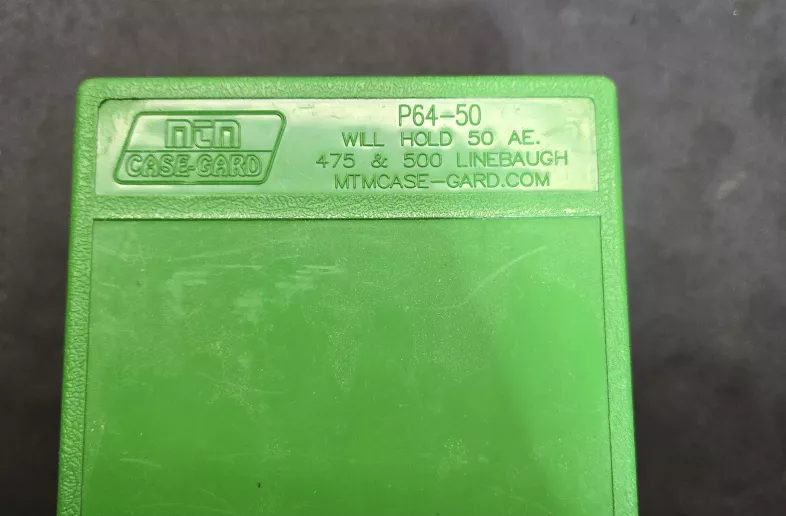 MTM
CASE-GARD
P64-50
WILL HOLD 50 AE.
475 & 500 LINEBAUGH
MTMCASE-GARD.COM